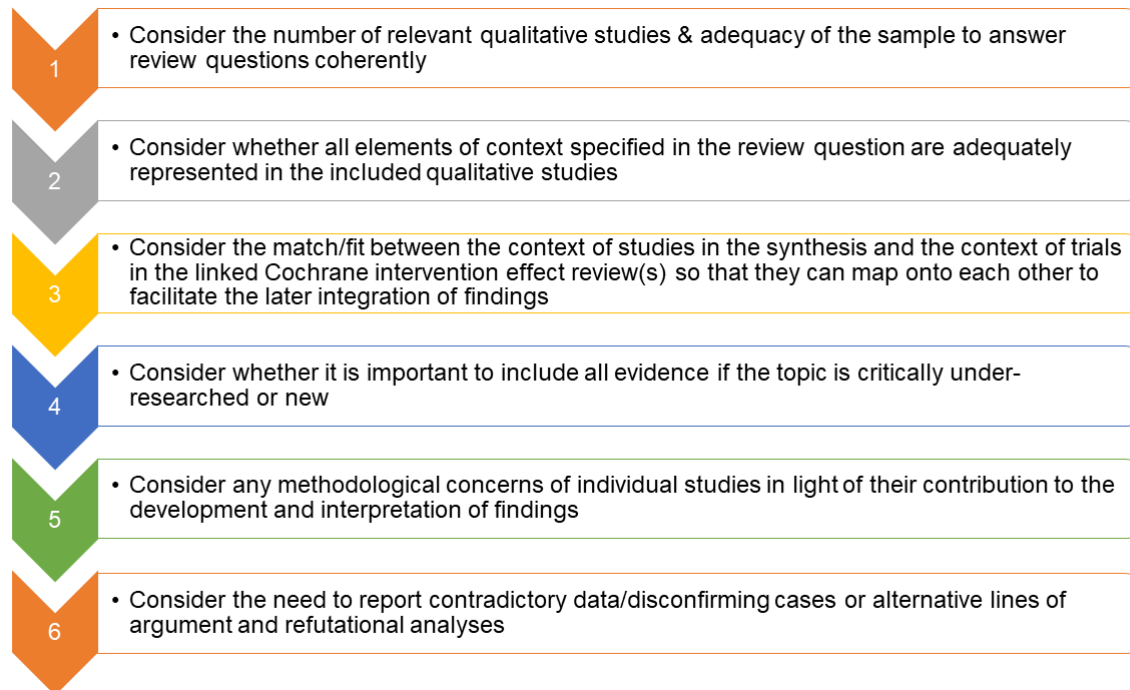 1
• Consider the number of relevant qualitative studies & adequacy of the sample to answer
review questions coherently
2
• Consider whether all elements of context specified in the review question are adequately
represented in the included qualitative studies
3
• Consider the match/fit between the context of studies in the synthesis and the context of trials
in the linked Cochrane intervention effect review(s) so that they can map onto each other to
facilitate the later integration of findings
4
• Consider whether it is important to include all evidence if the topic is critically under-
researched or new
5
• Consider any methodological concerns of individual studies in light of their contribution to the
development and interpretation of findings
6
• Consider the need to report contradictory data/disconfirming cases or alternative lines of
argument and refutational analyses